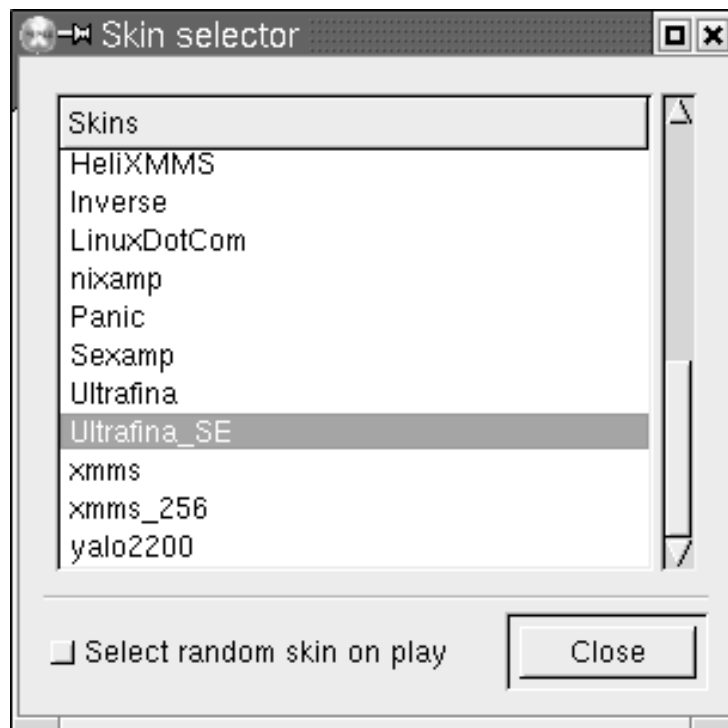 Skin selector
Skins
HeliXMMS
Inverse
LinuxDotCom
nixamp
Panic
Sexamp
Ultrafina
Ultrafina_SE
xmms
xmms_256
yalo2200
Select random skin on play
Close